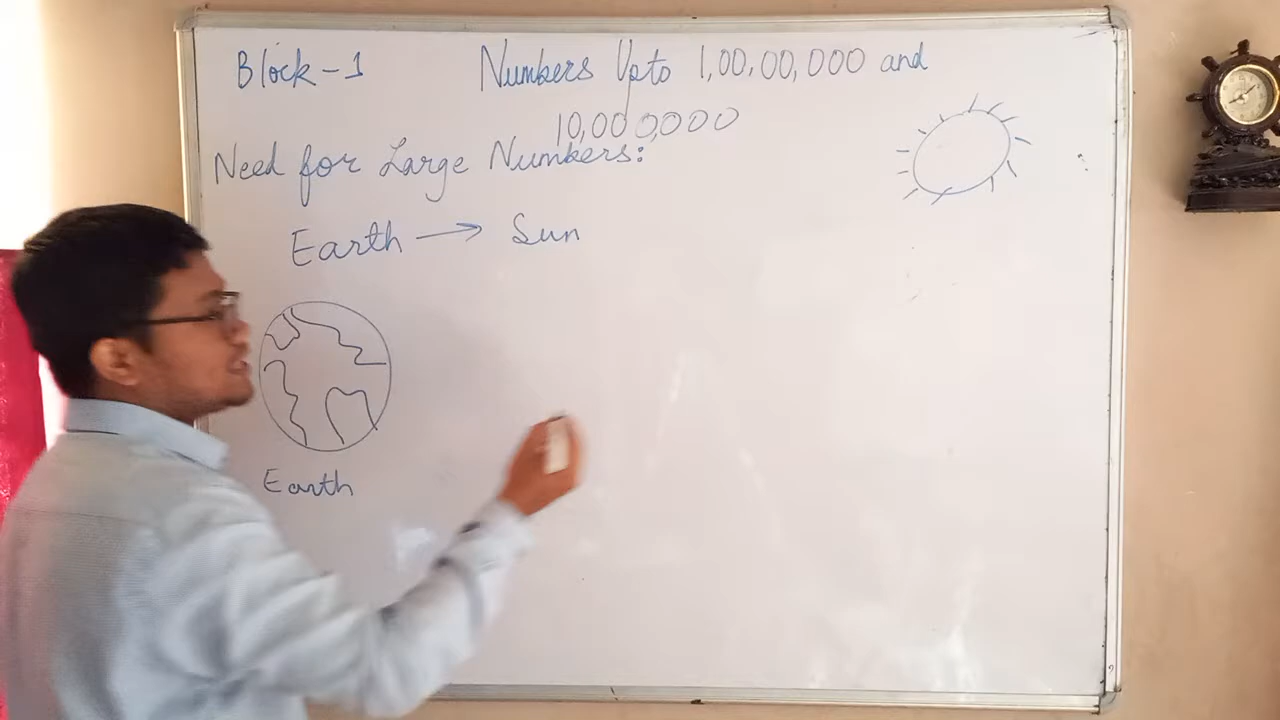 Block-1 Numbers Upto 1,00,00,000 and
10,000,000
Need for Large Numbers:
Earth → Sun
Earth